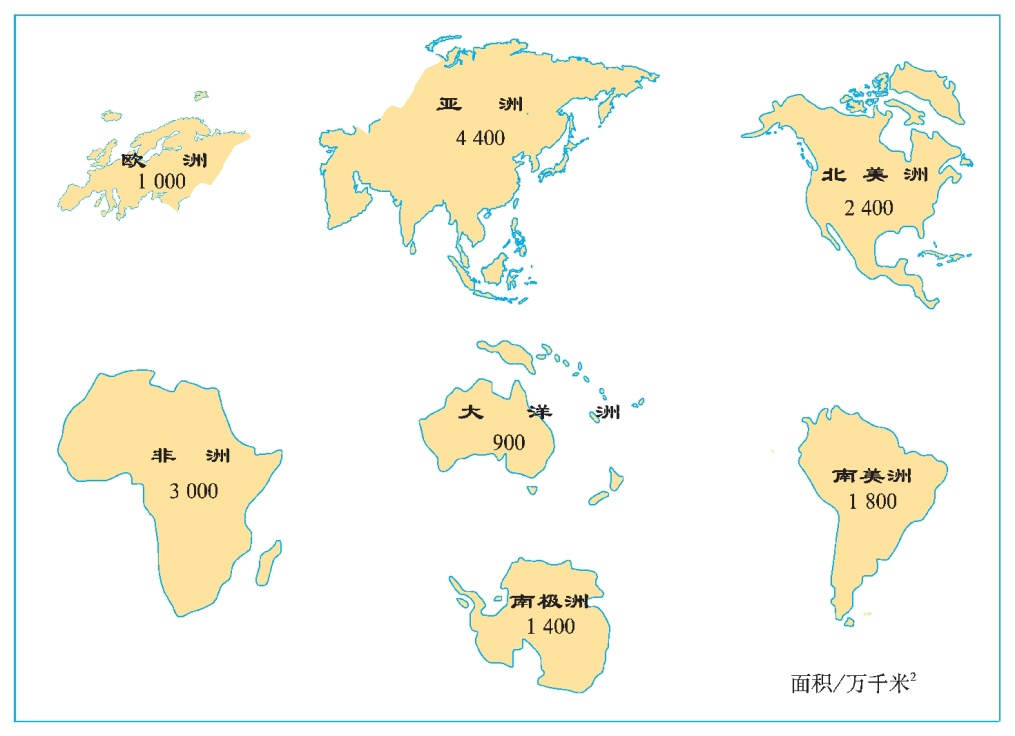 亚 洲
4 400
欧 洲
1 000
北 美 洲
2 400
大 洋 洲
900
非 洲
3 000
南美洲
1 800
南极洲
1 400
面积/万千米²